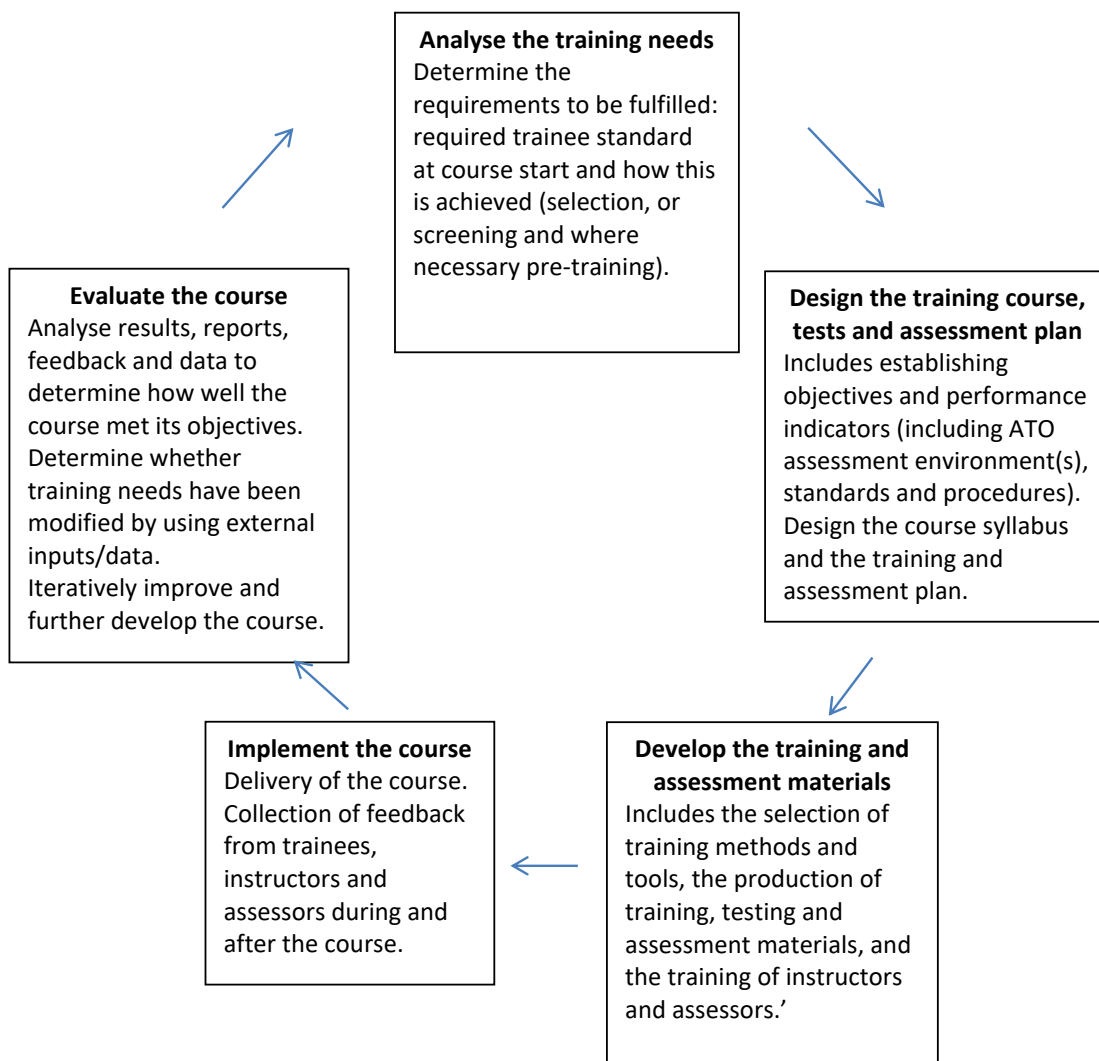 Analyse the training needs
Determine the
requirements to be fulfilled:
required trainee standard
at course start and how this
is achieved (selection, or
screening and where
necessary pre-training).
Design the training course,
tests and assessment plan
Includes establishing
objectives and performance
indicators (including ATO
assessment environment(s),
standards and procedures).
Design the course syllabus
and the training and
assessment plan.
Develop the training and
assessment materials
Includes the selection of
training methods and
tools, the production of
training, testing and
assessment materials, and
the training of instructors
and assessors.’
Implement the course
Delivery of the course.
Collection of feedback
from trainees,
instructors and
assessors during and
after the course.
Evaluate the course
Analyse results, reports,
feedback and data to
determine how well the
course met its objectives.
Determine whether
training needs have been
modified by using external
inputs/data.
Iteratively improve and
further develop the course.